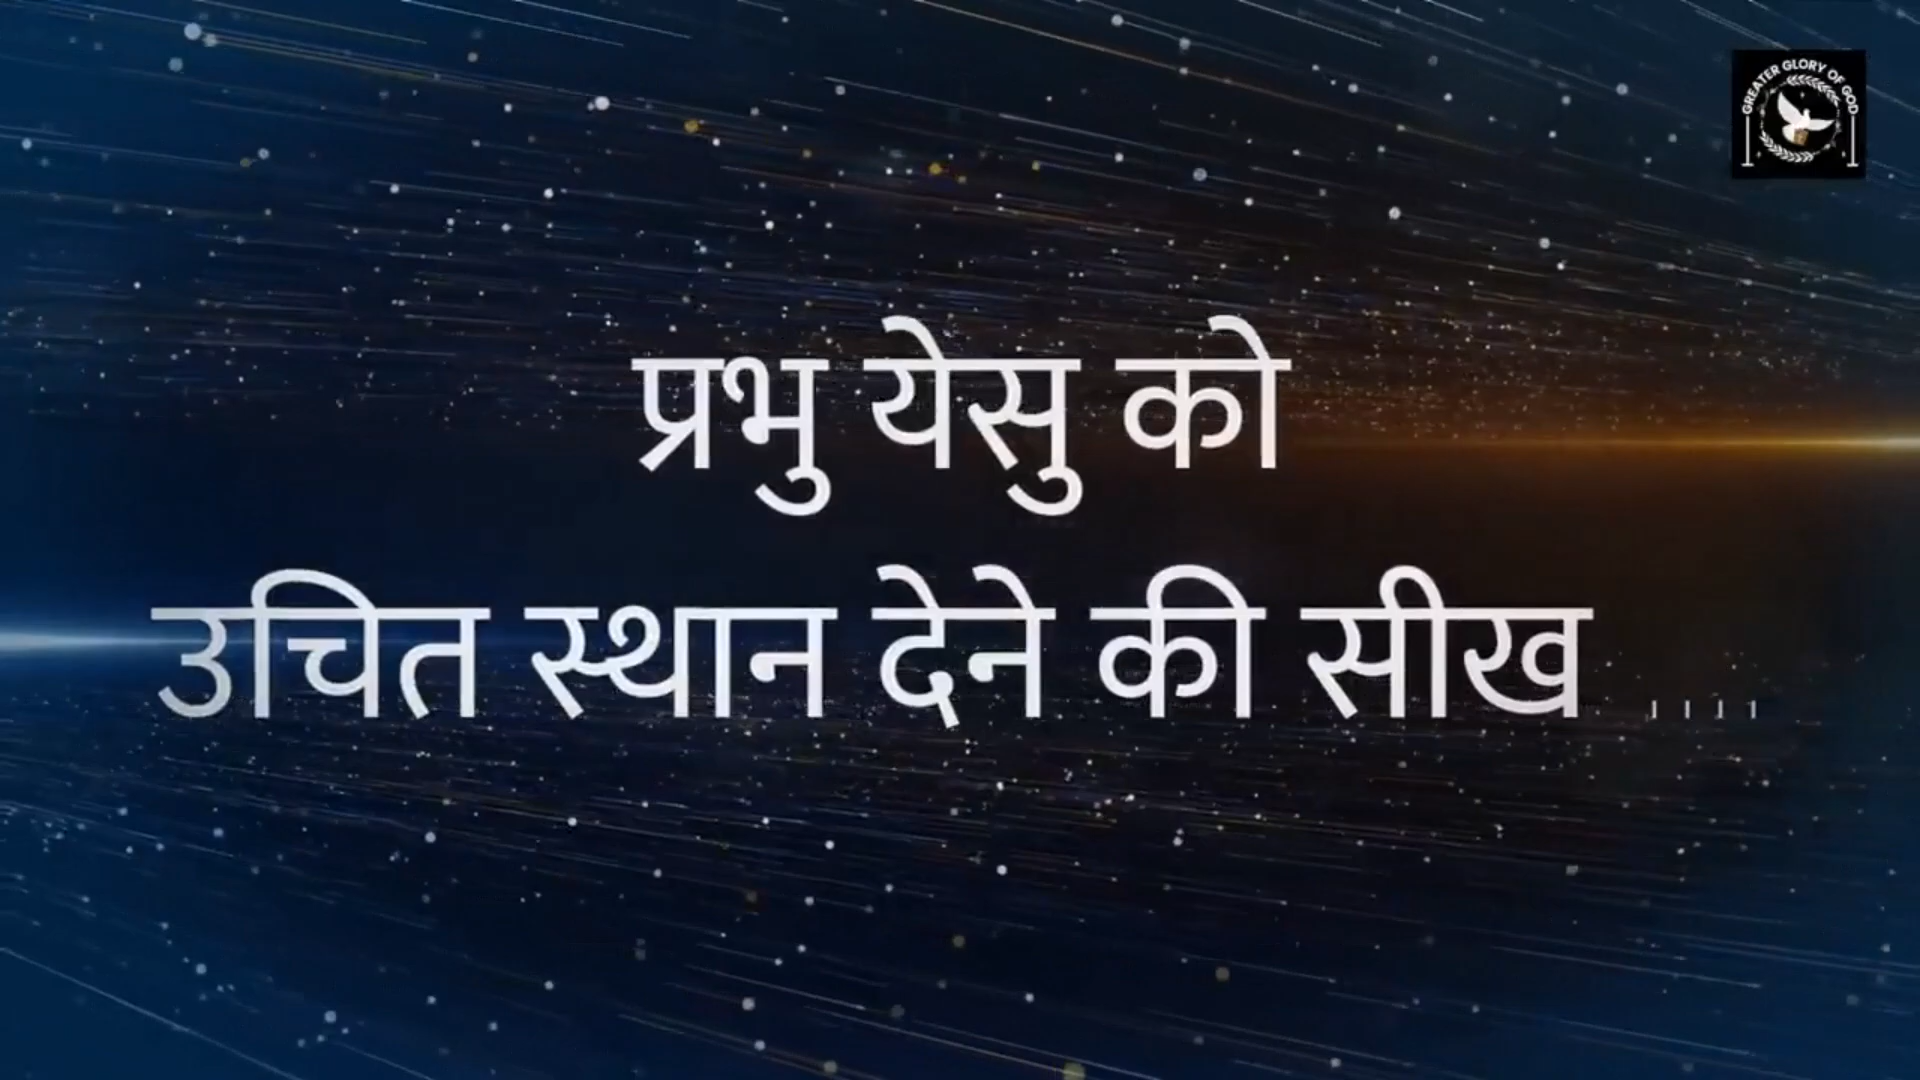 GREATER GLORY OF GOD
प्रभु येसु को
उचित स्थान देने की सीख ....